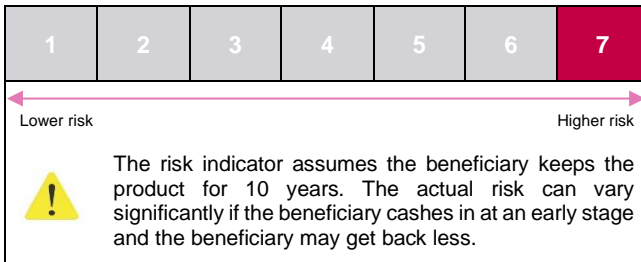 1 2 3 4 5 6 7
Lower risk Higher risk
The risk indicator assumes the beneficiary keeps the
product for 10 years. The actual risk can vary
significantly if the beneficiary cashes in at an early stage
and the beneficiary may get back less.